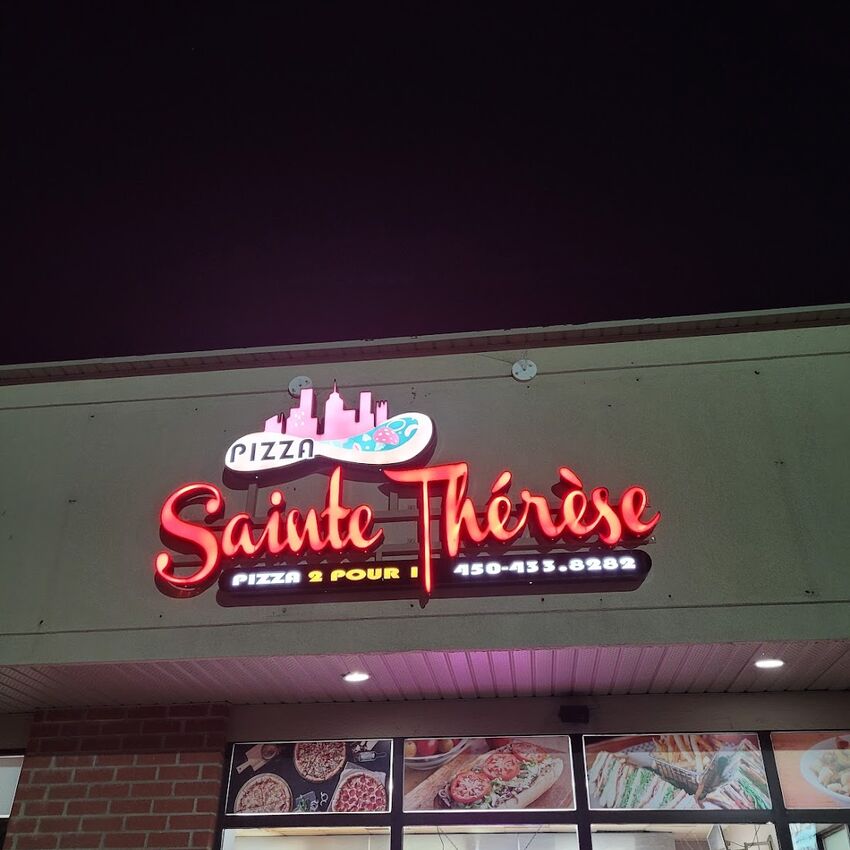 PIZZA
Sainte Thérèse
PIZZA 2 POUR 1 450-433.8282